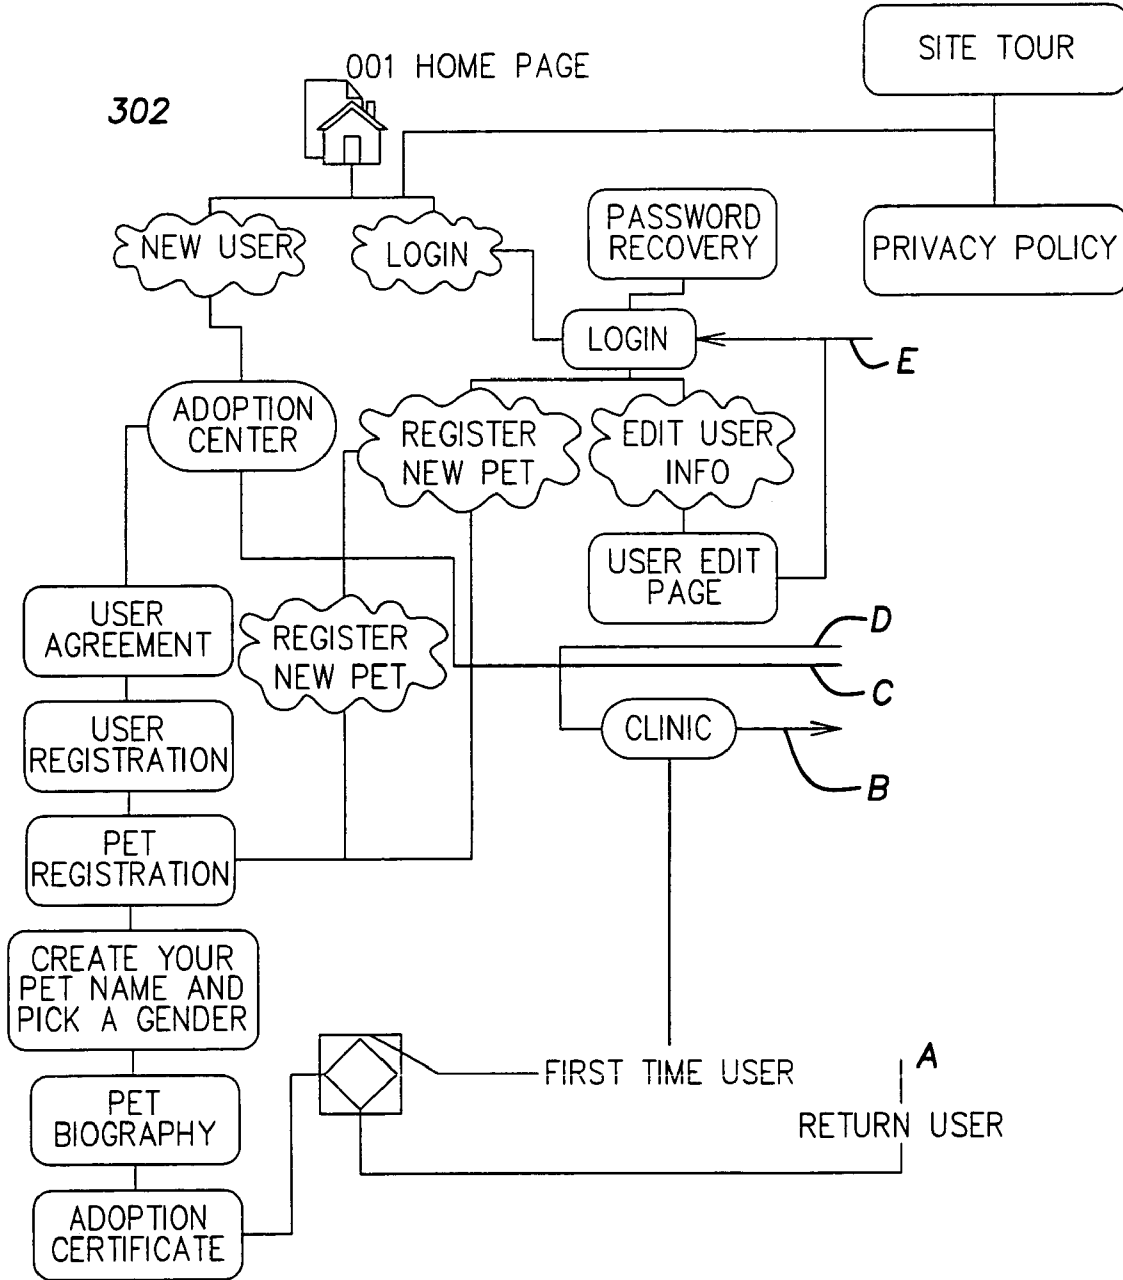 SITE TOUR
001 HOME PAGE
302
NEW USER
LOGIN
PASSWORD
RECOVERY
PRIVACY POLICY
LOGIN
E
ADOPTION
CENTER
REGISTER
NEW PET
EDIT USER
INFO
USER EDIT
PAGE
USER
AGREEMENT
REGISTER
NEW PET
D
C
USER
REGISTRATION
CLINIC
B
PET
REGISTRATION
CREATE YOUR
PET NAME AND
PICK A GENDER
FIRST TIME USER
A
PET
BIOGRAPHY
RETURN USER
ADOPTION
CERTIFICATE